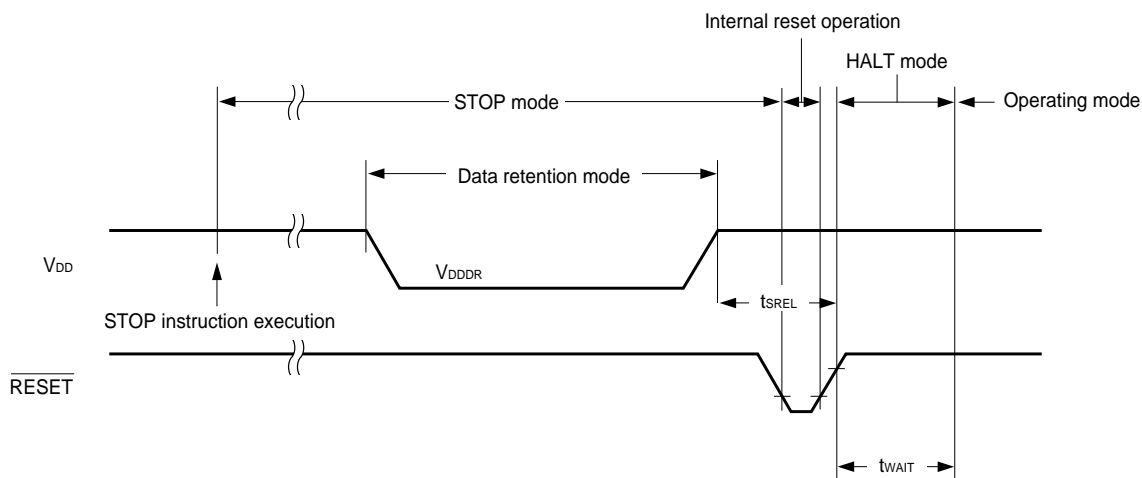 Internal reset operation
HALT mode
STOP mode
Operating mode
Data retention mode
VDD
VDDDR
tSREL
STOP instruction execution
RESET
tWAIT